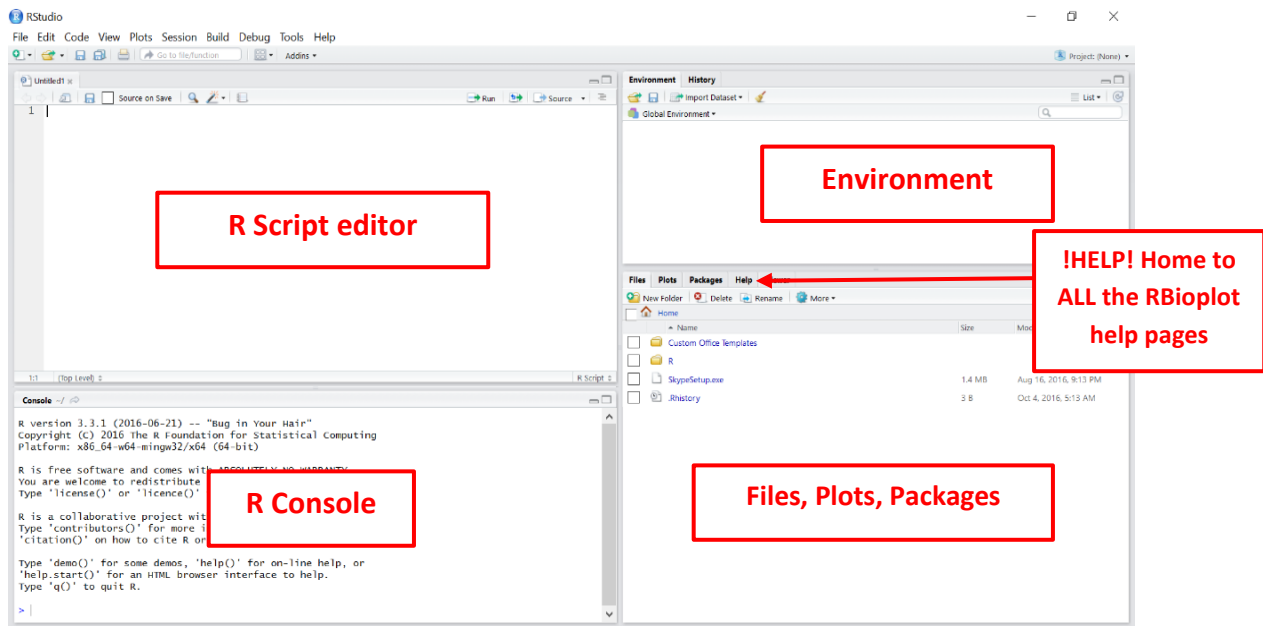 RStudio
File Edit Code View Plots Session Build Debug Tools Help
Go to file/function Addins Project: (None)
Untitled1
Source on Save Run Source
1
R Script editor
1:1 (Top Level) R Script
Console ~/
R version 3.3.1 (2016-06-21) -- "Bug in Your Hair"
Copyright (C) 2016 The R Foundation for Statistical Computing
Platform: x86_64-w64-mingw32/x64 (64-bit)
R is free software and comes with ABSOLUTELY NO WARRANTY.
You are welcome to redistribute
Type 'license()' or 'licence()'
R is a collaborative project
Type 'contributors()' for more
'citation()' on how to cite R or
Type 'demo()' for some demos, 'help()' for on-line help, or
'help.start()' for an HTML browser interface to help.
Type 'q()' to quit R.
>
R Console
Environment History
Import Dataset List
Global Environment
Environment
!HELP! Home to
ALL the RBioplot
help pages
Files Plots Packages Help
New Folder Delete Rename More
Home
Name Size
Custom Office Templates
R
SkypeSetup.exe 1.4 MB Aug 16, 2016, 9:13 PM
.Rhistory 3 B Oct 4, 2016, 5:13 AM
Files, Plots, Packages